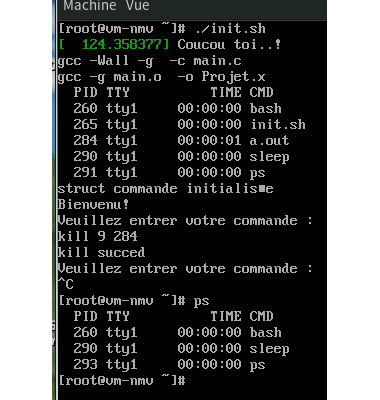 Machine Vue
[root@vm-nmv ~]# ./init.sh
[  124.358377] Coucou toi..!
gcc -Wall -g  -c main.c
gcc -g main.o  -o Projet.x
  PID TTY          TIME CMD
  260 tty1     00:00:00 bash
  265 tty1     00:00:00 init.sh
  284 tty1     00:00:01 a.out
  290 tty1     00:00:00 sleep
  291 tty1     00:00:00 ps
struct commande initialis■e
Bienvenu!
Veuillez entrer votre commande :
kill 9 284
kill succed
Veuillez entrer votre commande :
^C
[root@vm-nmv ~]# ps
  PID TTY          TIME CMD
  260 tty1     00:00:00 bash
  290 tty1     00:00:00 sleep
  293 tty1     00:00:00 ps
[root@vm-nmv ~]#